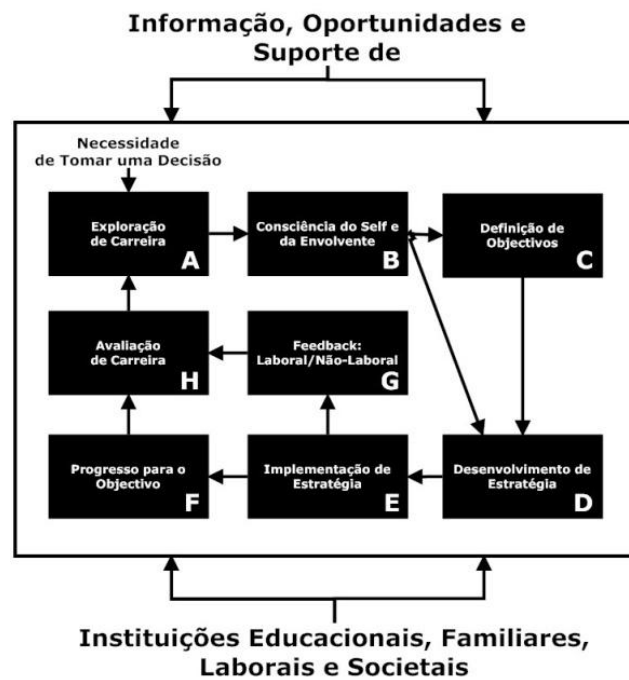 Informação, Oportunidades e
Suporte de
Necessidade
de Tomar uma Decisão
Exploração
de Carreira
A
Consciência do Self e
da Envolvente
B
Definição de
Objectivos
C
Avaliação
de Carreira
H
Feedback:
Laboral/Não-Laboral
G
Progresso para o
Objectivo
F
Implementação de
Estratégia
E
Desenvolvimento de
Estratégia
D
Instituições Educacionais, Familiares,
Laborais e Societais